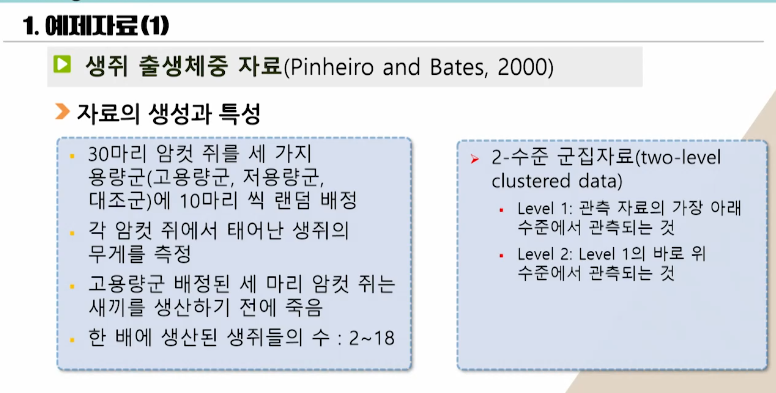 1. 예제자료(1)
생쥐 출생체중 자료(Pinheiro and Bates, 2000)
자료의 생성과 특성
30마리 암컷 쥐를 세 가지
용량군(고용량군, 저용량군,
대조군)에 10마리 씩 랜덤 배정
각 암컷 쥐에서 태어난 생쥐의
무게를 측정
고용량군 배정된 세 마리 암컷 쥐는
새끼를 생산하기 전에 죽음
한 배에 생산된 생쥐들의 수 : 2~18
2-수준 군집자료(two-level
clustered data)
Level 1: 관측 자료의 가장 아래
수준에서 관측되는 것
Level 2: Level 1의 바로 위
수준에서 관측되는 것